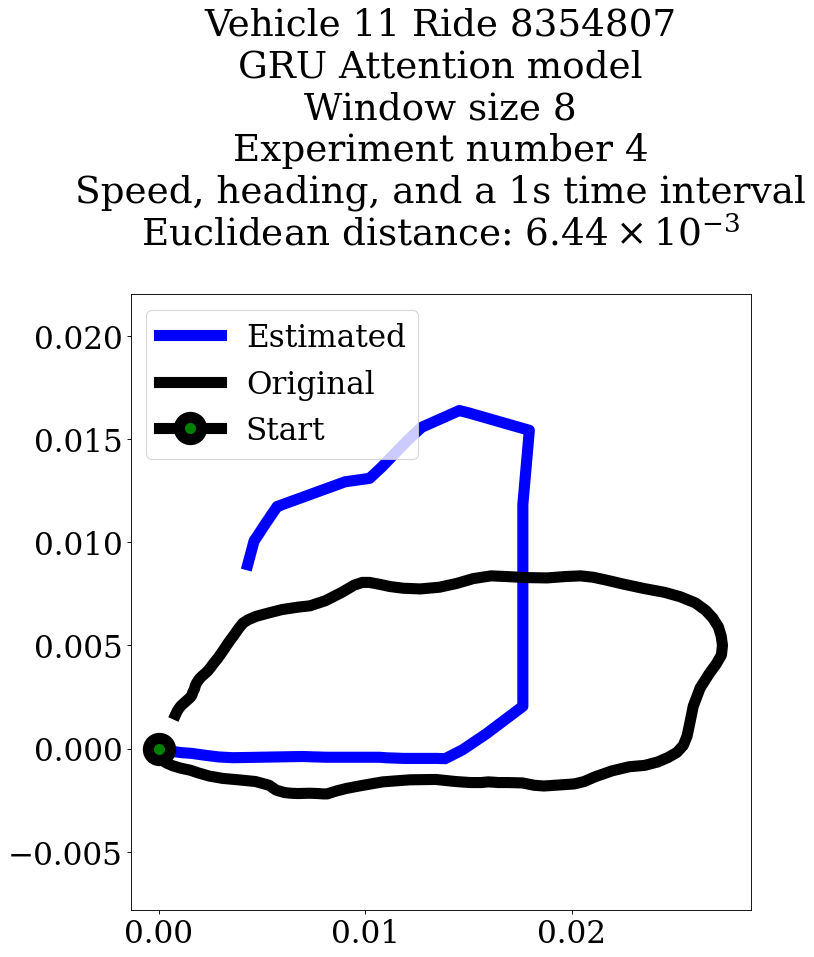 Vehicle 11 Ride 8354807
GRU Attention model
Window size 8
Experiment number 4
Speed, heading, and a 1s time interval
Euclidean distance: 6.44 × 10⁻³
Estimated
Original
Start
0.020
0.015
0.010
0.005
0.000
−0.005
0.00 0.01 0.02